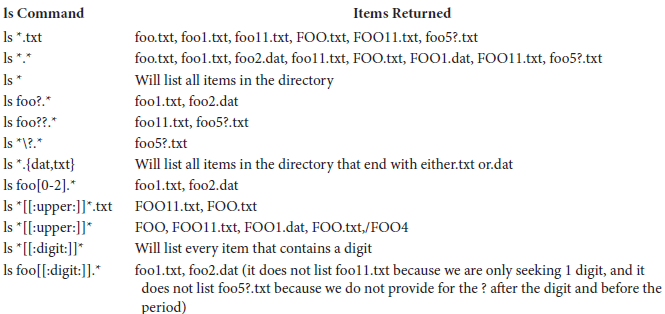 ls Command Items Returned
ls *.txt foo.txt, foo1.txt, foo11.txt, FOO.txt, FOO11.txt, foo5?.txt
ls *.* foo.txt, foo1.txt, foo2.dat, foo11.txt, FOO.txt, FOO1.dat, FOO11.txt, foo5?.txt
ls * Will list all items in the directory
ls foo?.* foo1.txt, foo2.dat
ls foo??.* foo11.txt, foo5?.txt
ls *\?.* foo5?.txt
ls *.{dat,txt} Will list all items in the directory that end with either.txt or.dat
ls foo[0-2].* foo1.txt, foo2.dat
ls *[[:upper:]]*.txt FOO11.txt, FOO.txt
ls *[[:upper:]]* FOO, FOO11.txt, FOO1.dat, FOO.txt,/FOO4
ls *[[:digit:]]* Will list every item that contains a digit
ls foo[[:digit:]].* foo1.txt, foo2.dat (it does not list foo11.txt because we are only seeking 1 digit, and it
does not list foo5?.txt because we do not provide for the ? after the digit and before the
period)